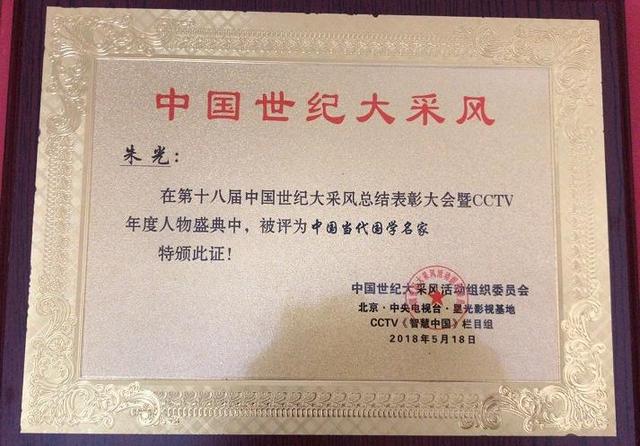 中国世纪大采风
朱光：
在第十八届中国世纪大采风总结表彰大会暨CCTV
年度人物盛典中，被评为中国当代国学名家
特颁此证！
中国世纪大采风活动组织委员会
北京·中央电视台·星光影视基地
CCTV《智慧中国》栏目组
2018年5月18日